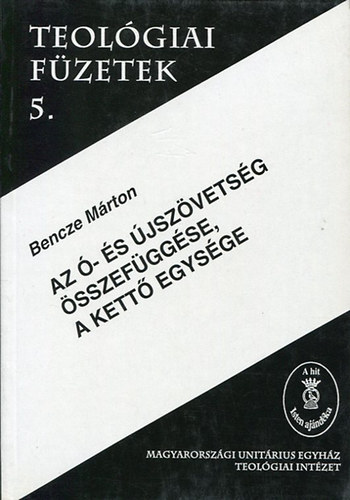 TEOLÓGIAI
FÜZETEK
5.
Bencze Márton
AZ Ó- ÉS ÚJSZÖVETSÉG
ÖSSZEFÜGGÉSE,
A KETTŐ EGYSÉGE
A hit
Isten ajándéka
MAGYARORSZÁGI UNITÁRIUS EGYHÁZ
TEOLÓGIAI INTÉZET